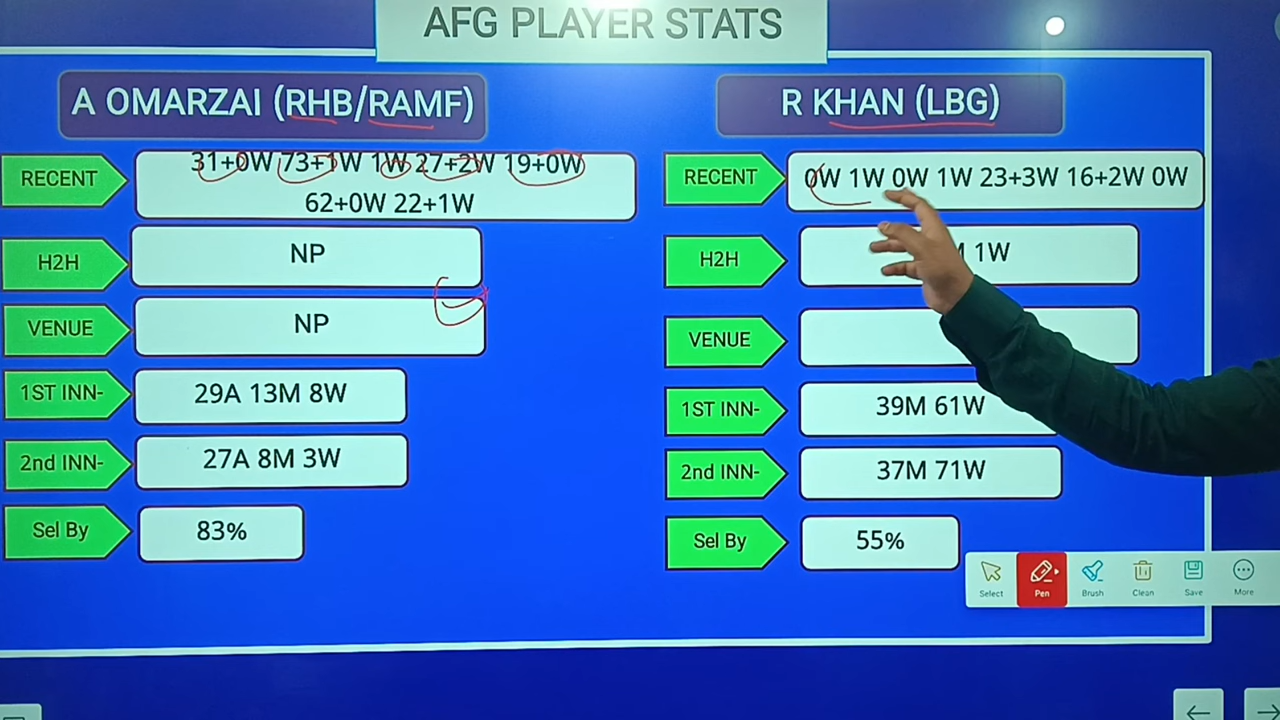 AFG PLAYER STATS
A OMARZAI (RHB/RAMF)
RECENT
31+0W 73+1W 1W 27+2W 19+0W
62+0W 22+1W
H2H
NP
VENUE
NP
1ST INN-
29A 13M 8W
2nd INN-
27A 8M 3W
Sel By
83%
R KHAN (LBG)
RECENT
0W 1W 0W 1W 23+3W 16+2W 0W
H2H
1W
VENUE
1ST INN-
39M 61W
2nd INN-
37M 71W
Sel By
55%
Select
Pen
Brush
Clean
Save
More